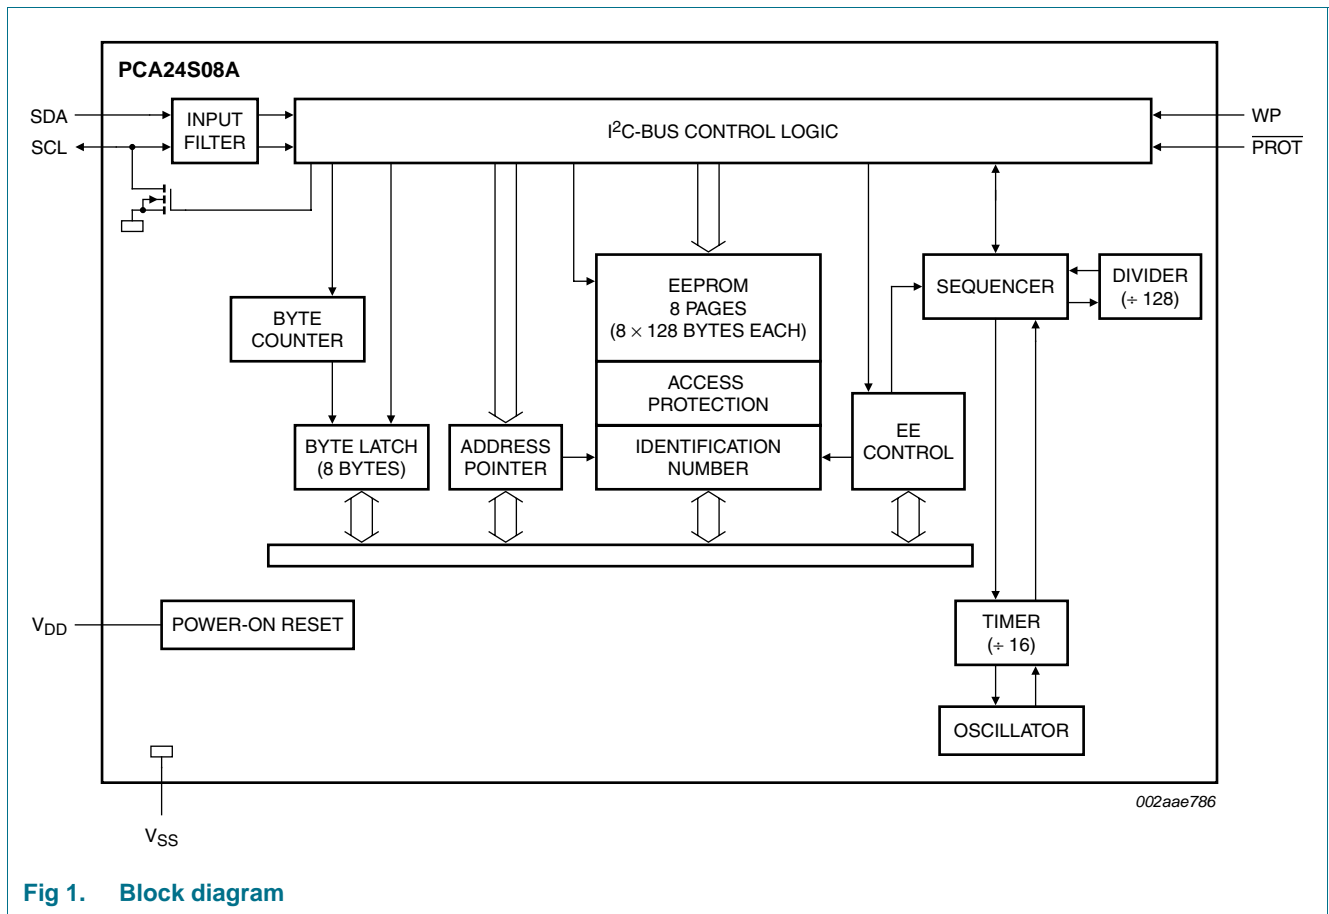 PCA24S08A
SDA
SCL
INPUT
FILTER
I²C-BUS CONTROL LOGIC
WP
PROT
BYTE
COUNTER
EEPROM
8 PAGES
(8 × 128 BYTES EACH)
SEQUENCER
DIVIDER
(÷ 128)
ACCESS
PROTECTION
BYTE LATCH
(8 BYTES)
ADDRESS
POINTER
IDENTIFICATION
NUMBER
EE
CONTROL
VDD
POWER-ON RESET
TIMER
(÷ 16)
OSCILLATOR
VSS
002aae786
Fig 1. Block diagram